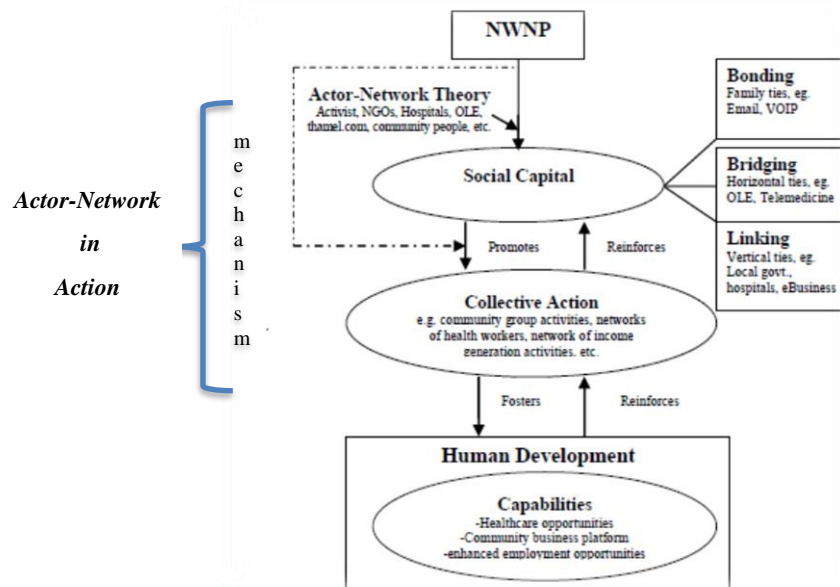 NWNP
Actor-Network Theory
Activist, NGOs, Hospitals, OLE,
thamel.com, community people, etc.
Bonding
Family ties, eg.
Email, VOIP
Bridging
Horizontal ties, eg.
OLE, Telemedicine
Linking
Vertical ties, eg.
Local govt.,
hospitals, eBusiness
Social Capital
Promotes
Reinforces
Collective Action
e.g. community group activities, networks
of health workers, network of income
generation activities. etc.
Fosters
Reinforces
Human Development
Capabilities
-Healthcare opportunities
-Community business platform
-enhanced employment opportunities
Actor-Network
in
Action
m
e
c
h
a
n
i
s
m